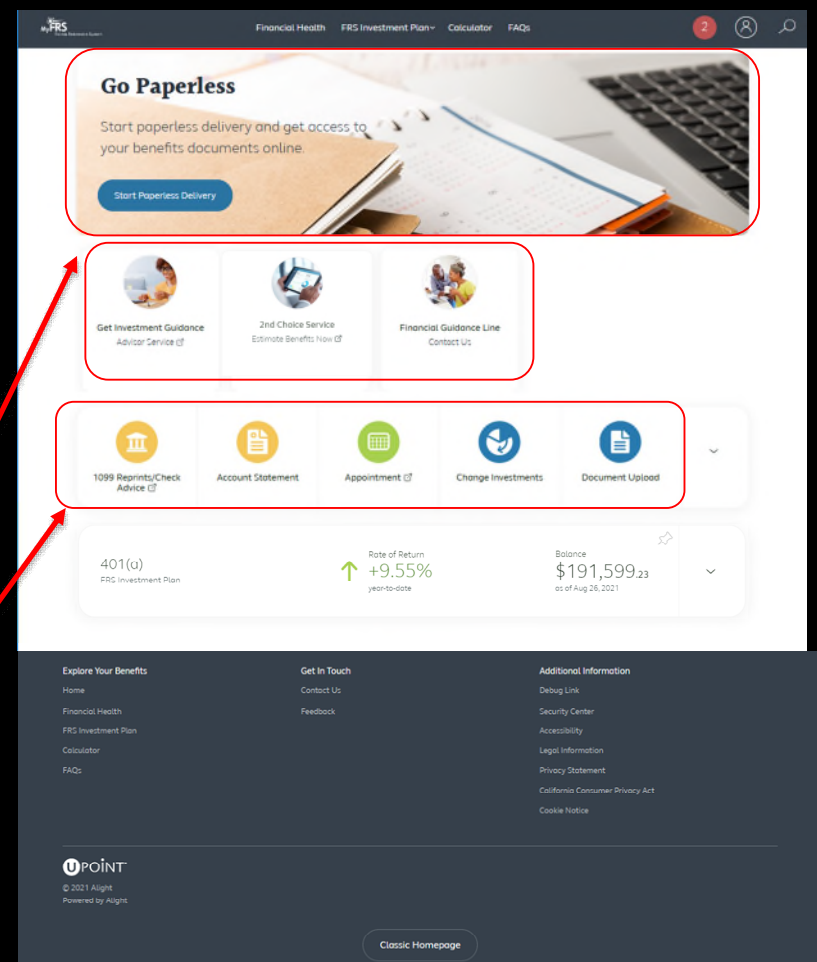 MyFRS
Financial Health FRS Investment Plan Calculator FAQs 2
Go Paperless
Start paperless delivery and get access to
your benefits documents online.
Start Paperless Delivery
Get Investment Guidance
Advisor Service
2nd Choice Service
Estimate Benefits Now
Financial Guidance Line
Contact Us
1099 Reprints/Check
Advice
Account Statement
Appointment
Change Investments
Document Upload
401(a)
FRS Investment Plan
Rate of Return
+9.55%
year-to-date
Balance
$191,599.23
as of Aug 26, 2021
Explore Your Benefits
Home
Financial Health
FRS Investment Plan
Calculator
FAQs
Get In Touch
Contact Us
Feedback
Additional Information
Debug Link
Security Center
Accessibility
Legal Information
Privacy Statement
California Consumer Privacy Act
Cookie Notice
UPOINT
© 2021 Alight
Powered by Alight
Classic Homepage